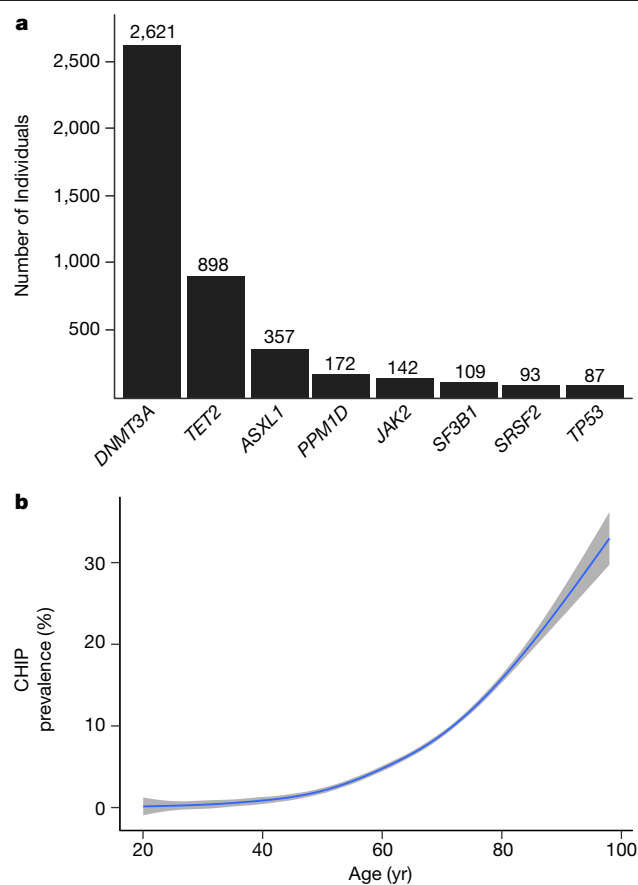 a
Number of Individuals
2,500
2,000
1,500
1,000
500
2,621
898
357
172
142
109
93
87
DNMT3A
TET2
ASXL1
PPM1D
JAK2
SF3B1
SRSF2
TP53
b
CHIP
prevalence (%)
30
20
10
0
20
40
60
80
100
Age (yr)